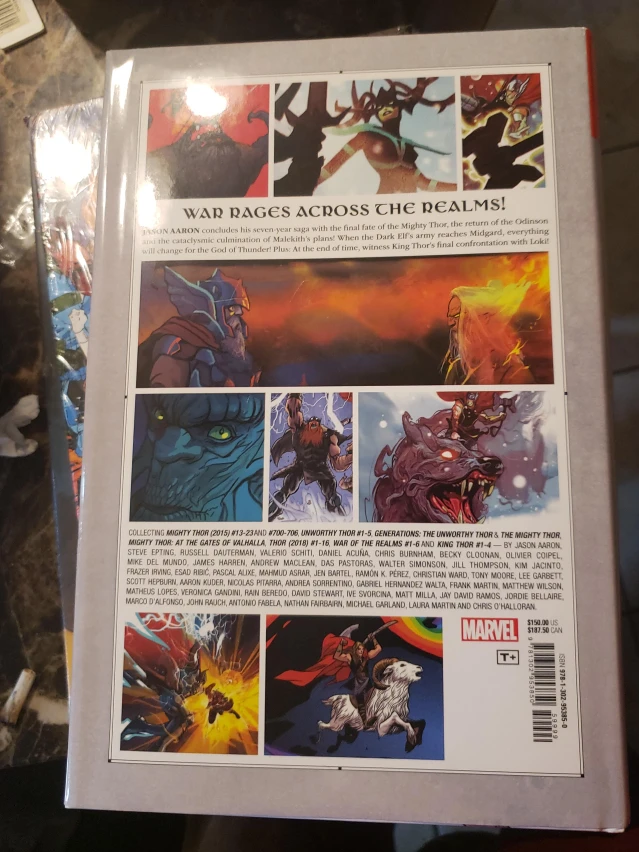 WAR RAGES ACROSS THE REALMS!
JASON AARON concludes his seven-year saga with the final fate of the Mighty Thor, the return of the Odinson
and the cataclysmic culmination of Malekith's plans! When the Dark Elf's army reaches Midgard, everything
will change for the God of Thunder! Plus: At the end of time, witness King Thor's final confrontation with Loki!
COLLECTING MIGHTY THOR (2015) #13-23 AND #700-706, UNWORTHY THOR #1-5, GENERATIONS: THE UNWORTHY THOR & THE MIGHTY THOR,
MIGHTY THOR: AT THE GATES OF VALHALLA, THOR (2018) #1-16, WAR OF THE REALMS #1-6 AND KING THOR #1-4 — BY JASON AARON,
STEVE EPTING, RUSSELL DAUTERMAN, VALERIO SCHITI, DANIEL ACUÑA, CHRIS BURNHAM, BECKY CLOONAN, OLIVIER COIPEL,
MIKE DEL MUNDO, JAMES HARREN, ANDREW MACLEAN, DAS PASTORAS, WALTER SIMONSON, JILL THOMPSON, KIM JACINTO,
FRAZER IRVING, ESAD RIBIĆ, PASCAL ALIXE, MAHMUD ASRAR, JEN BARTEL, RAMÓN K. PÉREZ, CHRISTIAN WARD, TONY MOORE, LEE GARBETT,
SCOTT HEPBURN, AARON KUDER, NICOLAS PITARRA, ANDREA SORRENTINO, GABRIEL HERNANDEZ WALTA, FRANK MARTIN, MATTHEW WILSON,
MATHEUS LOPES, VERONICA GANDINI, RAIN BEREDO, DAVID STEWART, IVE SVORCINA, MATT MILLA, JAY DAVID RAMOS, JORDIE BELLAIRE,
MARCO D'ALFONSO, JOHN RAUCH, ANTONIO FABELA, NATHAN FAIRBAIRN, MICHAEL GARLAND, LAURA MARTIN AND CHRIS O'HALLORAN.
MARVEL
$150.00 US
$187.50 CAN
T+
ISBN 978-1-302-95385-0
9 781302 953850
59999